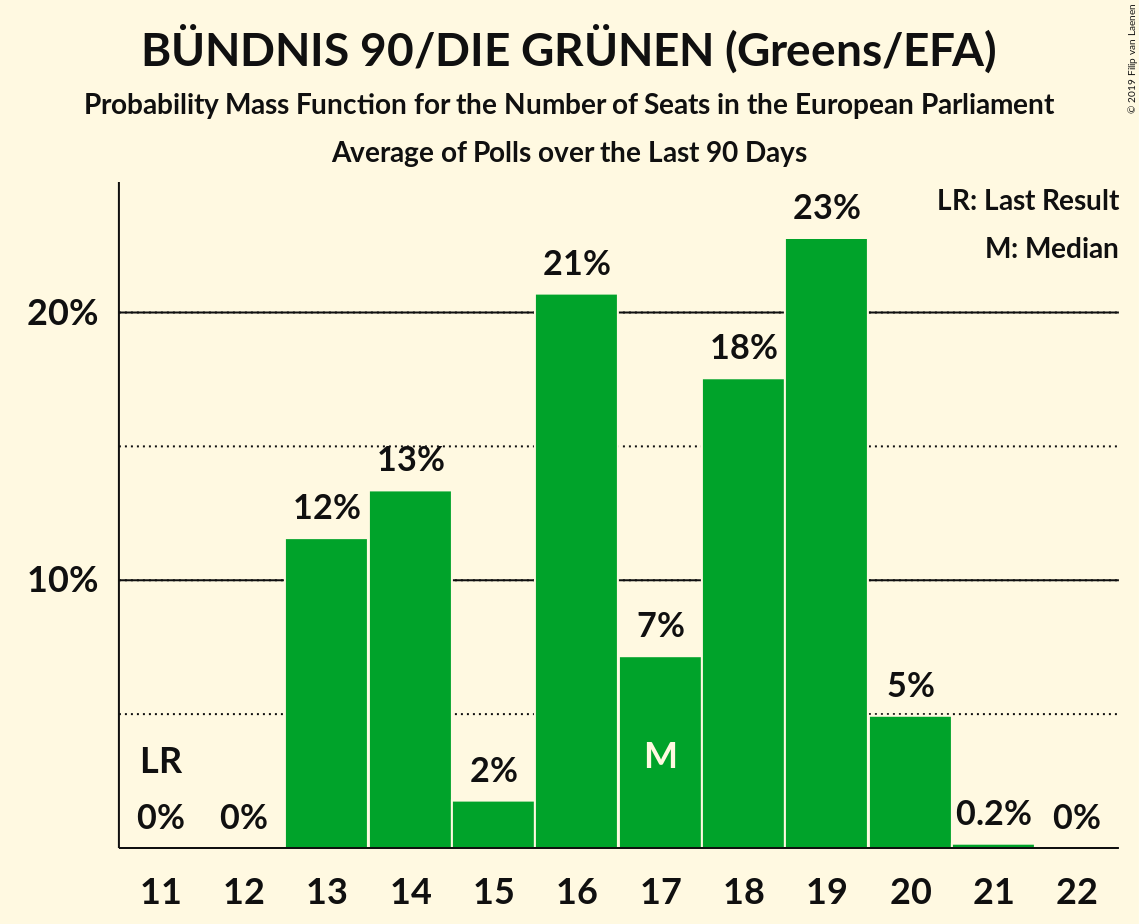 BÜNDNIS 90/DIE GRÜNEN (Greens/EFA)
Probability Mass Function for the Number of Seats in the European Parliament
Average of Polls over the Last 90 Days
© 2019 Filip van Laenen
LR: Last Result
M: Median
23%
21%
20%
18%
13%
12%
10%
7%
5%
LR
M
2%
0% 0% 0.2% 0%
11 12 13 14 15 16 17 18 19 20 21 22